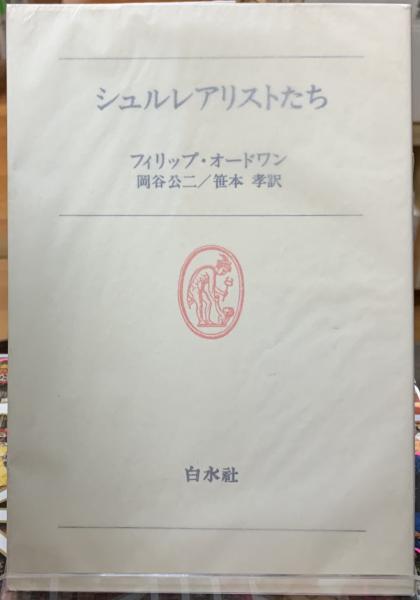 シュルレアリストたち
フィリップ・オードワン
岡谷公二／笹本 孝訳
白水社